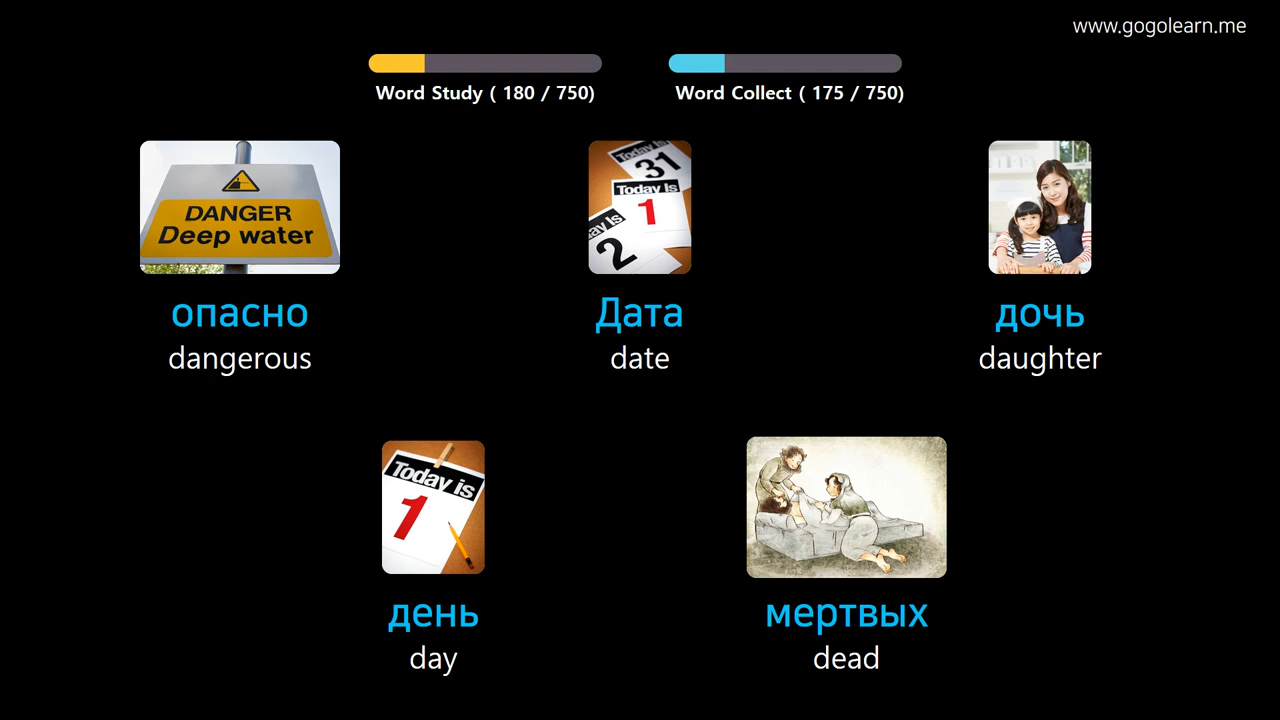 www.gogolearn.me
Word Study ( 180 / 750)
Word Collect ( 175 / 750)
DANGER
Deep water
Today is
31
Today Is
1
day Is
2
опасно
Дата
дочь
dangerous
date
daughter
Today is
1
день
мертвых
day
dead